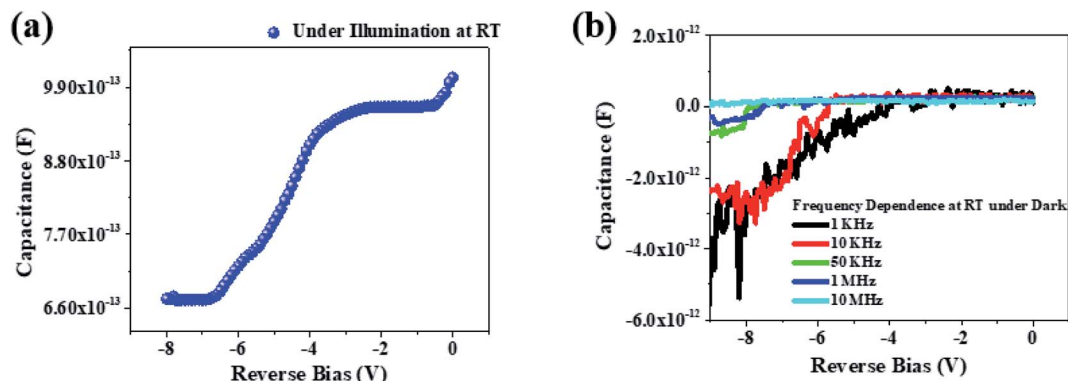 (a)
Under Illumination at RT
Capacitance (F)
9.90x10⁻¹³
8.80x10⁻¹³
7.70x10⁻¹³
6.60x10⁻¹³
-8 -6 -4 -2 0
Reverse Bias (V)
(b)
Capacitance (F)
2.0x10⁻¹²
0.0
-2.0x10⁻¹²
-4.0x10⁻¹²
-6.0x10⁻¹²
Frequency Dependence at RT under Dark
1 KHz
10 KHz
50 KHz
1 MHz
10 MHz
-8 -6 -4 -2 0
Reverse Bias (V)